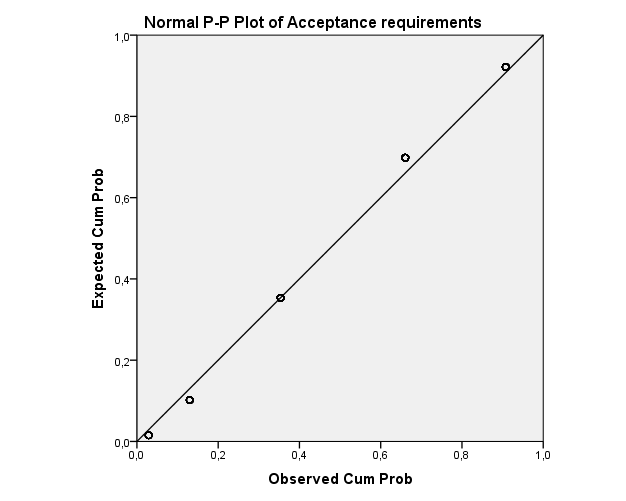 Normal P-P Plot of Acceptance requirements
1,0
0,8
0,6
0,4
0,2
0,0
Expected Cum Prob
0,0 0,2 0,4 0,6 0,8 1,0
Observed Cum Prob